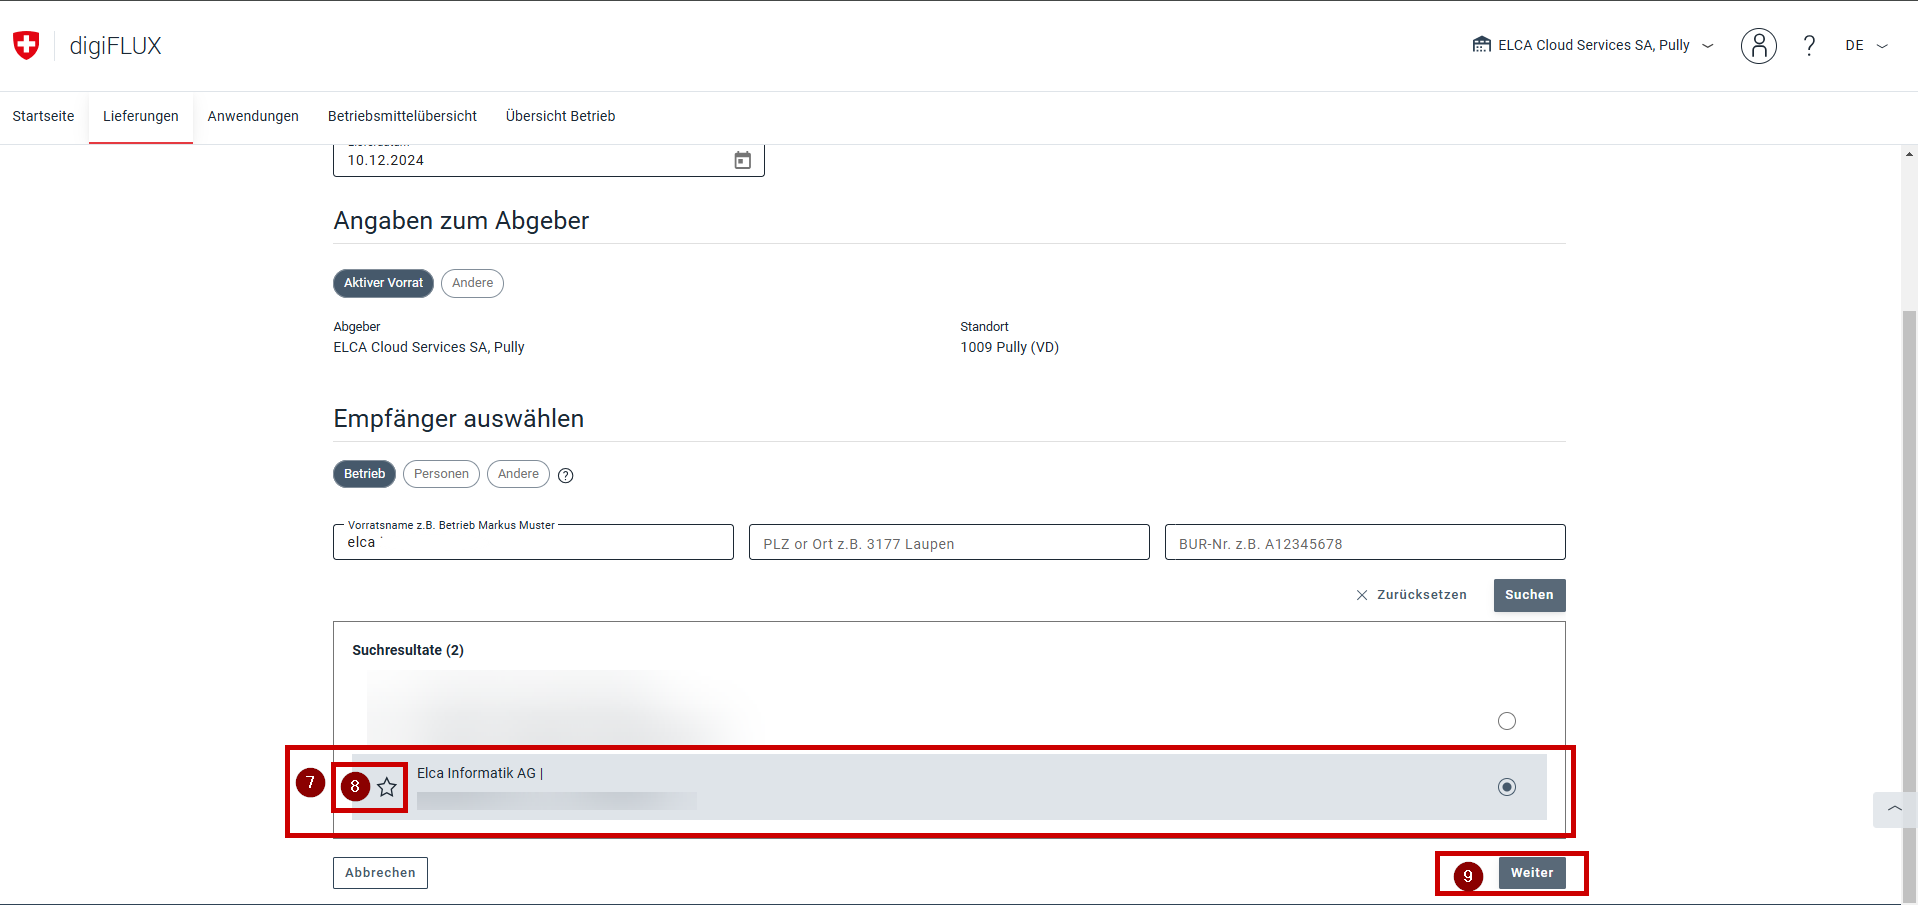 digiFLUX
ELCA Cloud Services SA, Pully
? DE
Startseite Lieferungen Anwendungen Betriebsmittelübersicht Übersicht Betrieb
10.12.2024
Angaben zum Abgeber
Aktiver Vorrat Andere
Abgeber Standort
ELCA Cloud Services SA, Pully 1009 Pully (VD)
Empfänger auswählen
Betrieb Personen Andere ?
Vorratsname z.B. Betrieb Markus Muster
elca PLZ or Ort z.B. 3177 Laupen BUR-Nr. z.B. A12345678
Zurücksetzen Suchen
Suchresultate (2)
Elca Informatik AG |
7 8
Abbrechen 9 Weiter